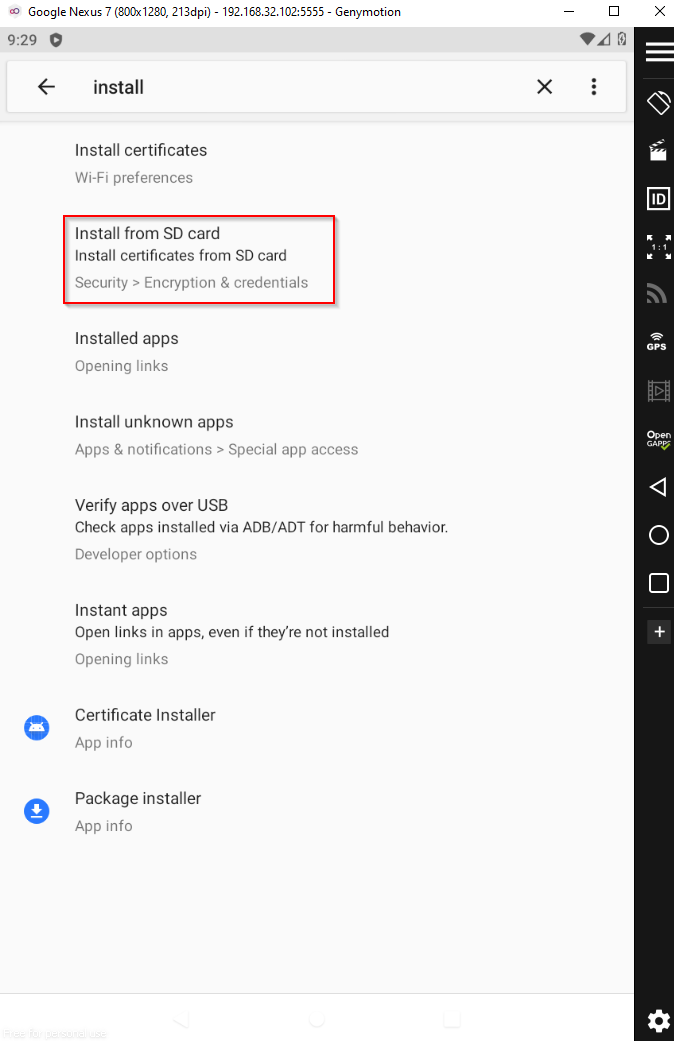 Google Nexus 7 (800x1280, 213dpi) - 192.168.32.102:5555 - Genymotion
9:29
install
Install certificates
Wi-Fi preferences
ID
Install from SD card
Install certificates from SD card
1:1
Security > Encryption & credentials
Installed apps
GPS
Opening links
Install unknown apps
Apps & notifications > Special app access
Open
GAPPS
Verify apps over USB
Check apps installed via ADB/ADT for harmful behavior.
Developer options
Instant apps
Open links in apps, even if they're not installed
Opening links
Certificate Installer
App info
Package installer
App info
Free for personal use